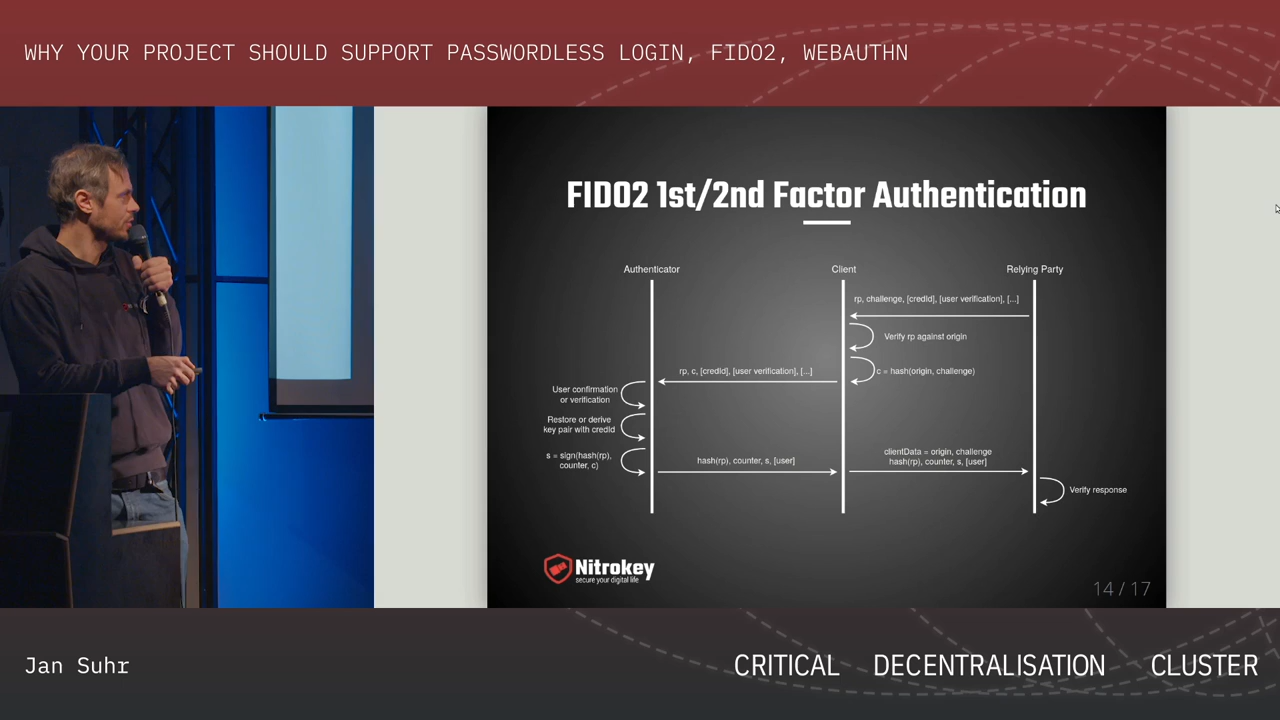 WHY YOUR PROJECT SHOULD SUPPORT PASSWORDLESS LOGIN, FIDO2, WEBAUTHN
FIDO2 1st/2nd Factor Authentication
Authenticator
Client
Relying Party
rp, challenge, [credId], [user verification], [...]
Verify rp against origin
c = hash(origin, challenge)
rp, c, [credId], [user verification], [...]
User confirmation
or verification
Restore or derive
key pair with credId
s = sign(hash(rp),
counter, c)
hash(rp), counter, s, [user]
clientData = origin, challenge
hash(rp), counter, s, [user]
Verify response
Nitrokey
secure your digital life
14 / 17
Jan Suhr
CRITICAL DECENTRALISATION CLUSTER